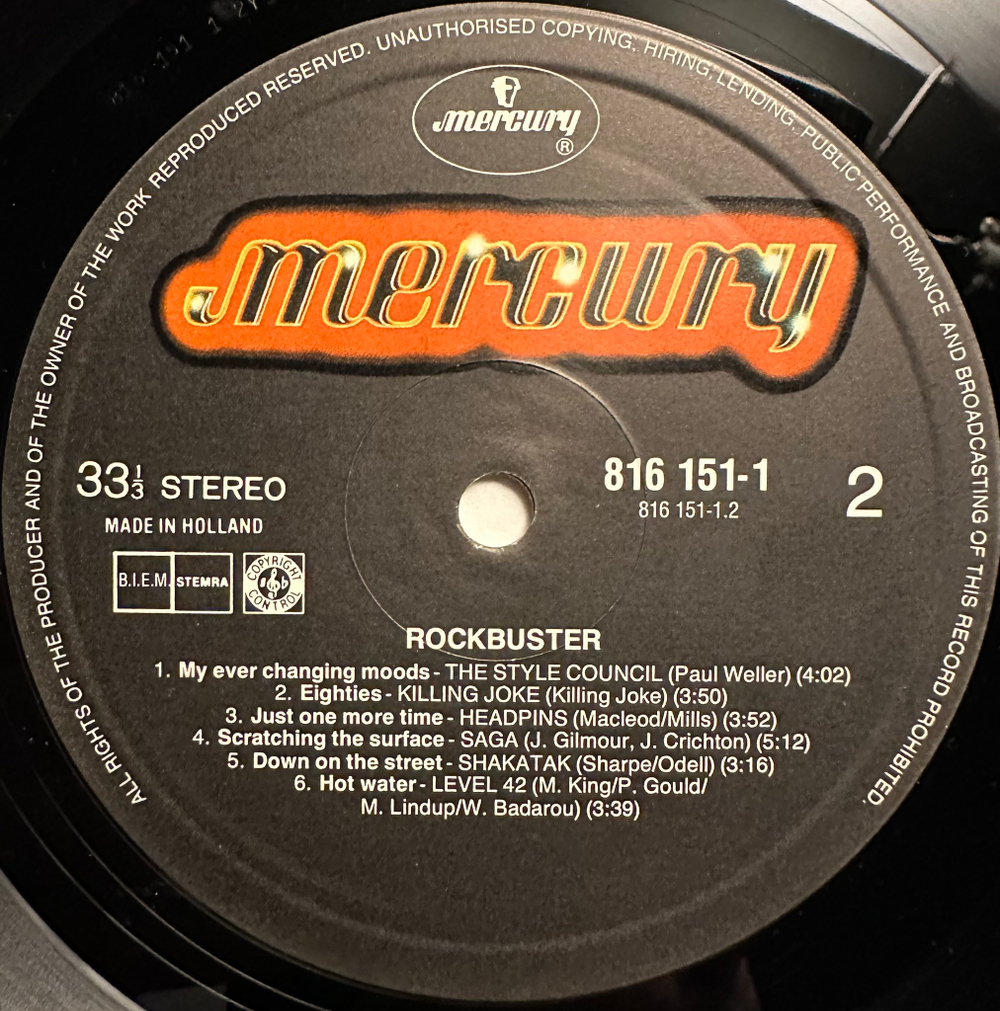 ALL RIGHTS OF THE PRODUCER AND OF THE OWNER OF THE WORK REPRODUCED RESERVED. UNAUTHORISED COPYING, HIRING, LENDING, PUBLIC PERFORMANCE AND BROADCASTING OF THIS RECORD PROHIBITED.
mercury
®
mercury
33⅓ STEREO
MADE IN HOLLAND
B.I.E.M. STEMRA
COPYRIGHT CONTROL
816 151-1
816 151-1.2
2
ROCKBUSTER
1. My ever changing moods - THE STYLE COUNCIL (Paul Weller) (4:02)
2. Eighties - KILLING JOKE (Killing Joke) (3:50)
3. Just one more time - HEADPINS (Macleod/Mills) (3:52)
4. Scratching the surface - SAGA (J. Gilmour, J. Crichton) (5:12)
5. Down on the street - SHAKATAK (Sharpe/Odell) (3:16)
6. Hot water - LEVEL 42 (M. King/P. Gould/
M. Lindup/W. Badarou) (3:39)